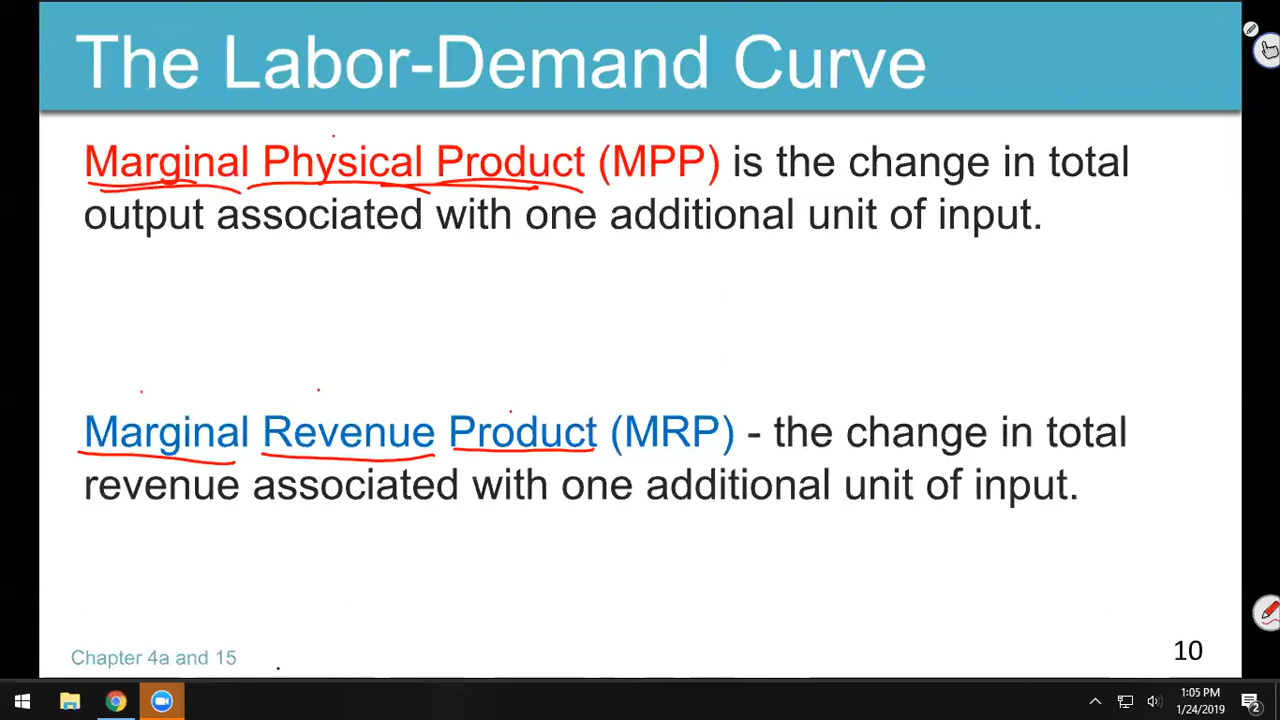 The Labor-Demand Curve
Marginal Physical Product (MPP) is the change in total
output associated with one additional unit of input.
Marginal Revenue Product (MRP) - the change in total
revenue associated with one additional unit of input.
Chapter 4a and 15
10
1:05 PM
1/24/2019
2